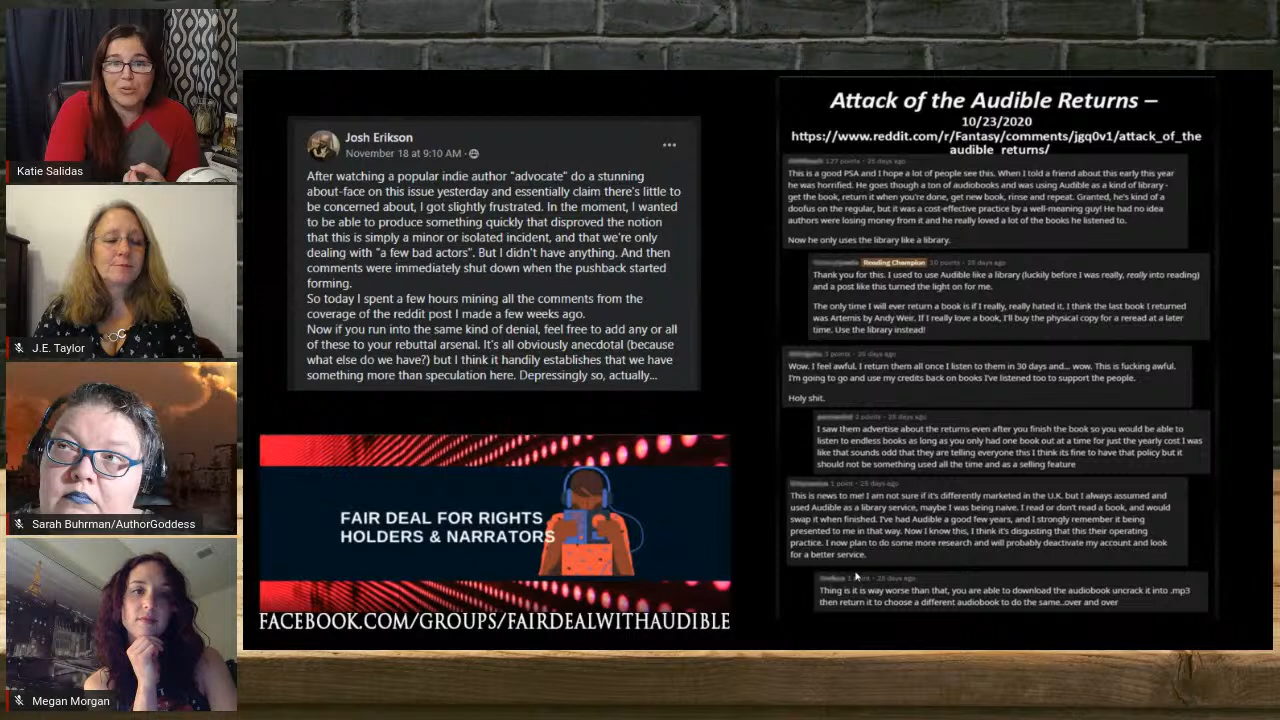 Katie Salidas
J.E. Taylor
Sarah Buhrman/AuthorGoddess
Megan Morgan
Josh Erikson
November 18 at 9:10 AM ·
After watching a popular indie author "advocate" do a stunning
about-face on this issue yesterday and essentially claim there's little to
be concerned about, I got slightly frustrated. In the moment, I wanted
to be able to produce something quickly that disproved the notion
that this is simply a minor or isolated incident, and that we're only
dealing with "a few bad actors". But I didn't have anything. And then
comments were immediately shut down when the pushback started
forming.
So today I spent a few hours mining all the comments from the
coverage of the reddit post I made a few weeks ago.
Now if you run into the same kind of denial, feel free to add any or all
of these to your rebuttal arsenal. It's all obviously anecdotal (because
what else do we have?) but I think it handily establishes that we have
something more than speculation here. Depressingly so, actually...
FAIR DEAL FOR RIGHTS
HOLDERS & NARRATORS
FACEBOOK.COM/GROUPS/FAIRDEALWITHAUDIBLE
Attack of the Audible Returns –
10/23/2020
https://www.reddit.com/r/Fantasy/comments/jgq0v1/attack_of_the
audible_returns/
127 points · 26 days ago
This is a good PSA and I hope a lot of people see this. When I told a friend about this early this year
he was horrified. He goes though a ton of audiobooks and was using Audible as a kind of library -
get the book, return it when you're done, get new book, rinse and repeat. Granted, he's kind of a
doofus on the regular, but it was a cost-effective practice by a well-meaning guy! He had no idea
authors were losing money from it and he really loved a lot of the books he listened to.
Now he only uses the library like a library.
Reading Champion 10 points · 26 days ago
Thank you for this. I used to use Audible like a library (luckily before I was really, really into reading)
and a post like this turned the light on for me.
The only time I will ever return a book is if I really, really hated it. I think the last book I returned
was Artemis by Andy Weir. If I really love a book, I'll buy the physical copy for a reread at a later
time. Use the library instead!
3 points · 26 days ago
Wow. I feel awful. I return them all once I listen to them in 30 days and... wow. This is fucking awful.
I'm going to go and use my credits back on books I've listened too to support the people.
Holy shit.
2 points · 25 days ago
I saw them advertise about the returns even after you finish the book so you would be able to
listen to endless books as long as you only had one book out at a time for just the yearly cost I was
like that sounds odd that they are telling everyone this I think its fine to have that policy but it
should not be something used all the time and as a selling feature
1 point · 25 days ago
This is news to me! I am not sure if it's differently marketed in the U.K. but I always assumed and
used Audible as a library service, maybe I was being naive. I read or don't read a book, and would
swap it when finished. I've had Audible a good few years, and I strongly remember it being
presented to me in that way. Now I know this, I think it's disgusting that this their operating
practice. I now plan to do some more research and will probably deactivate my account and look
for a better service.
25 days ago
Thing is it is way worse than that, you are able to download the audiobook uncrack it into .mp3
then return it to choose a different audiobook to do the same..over and over